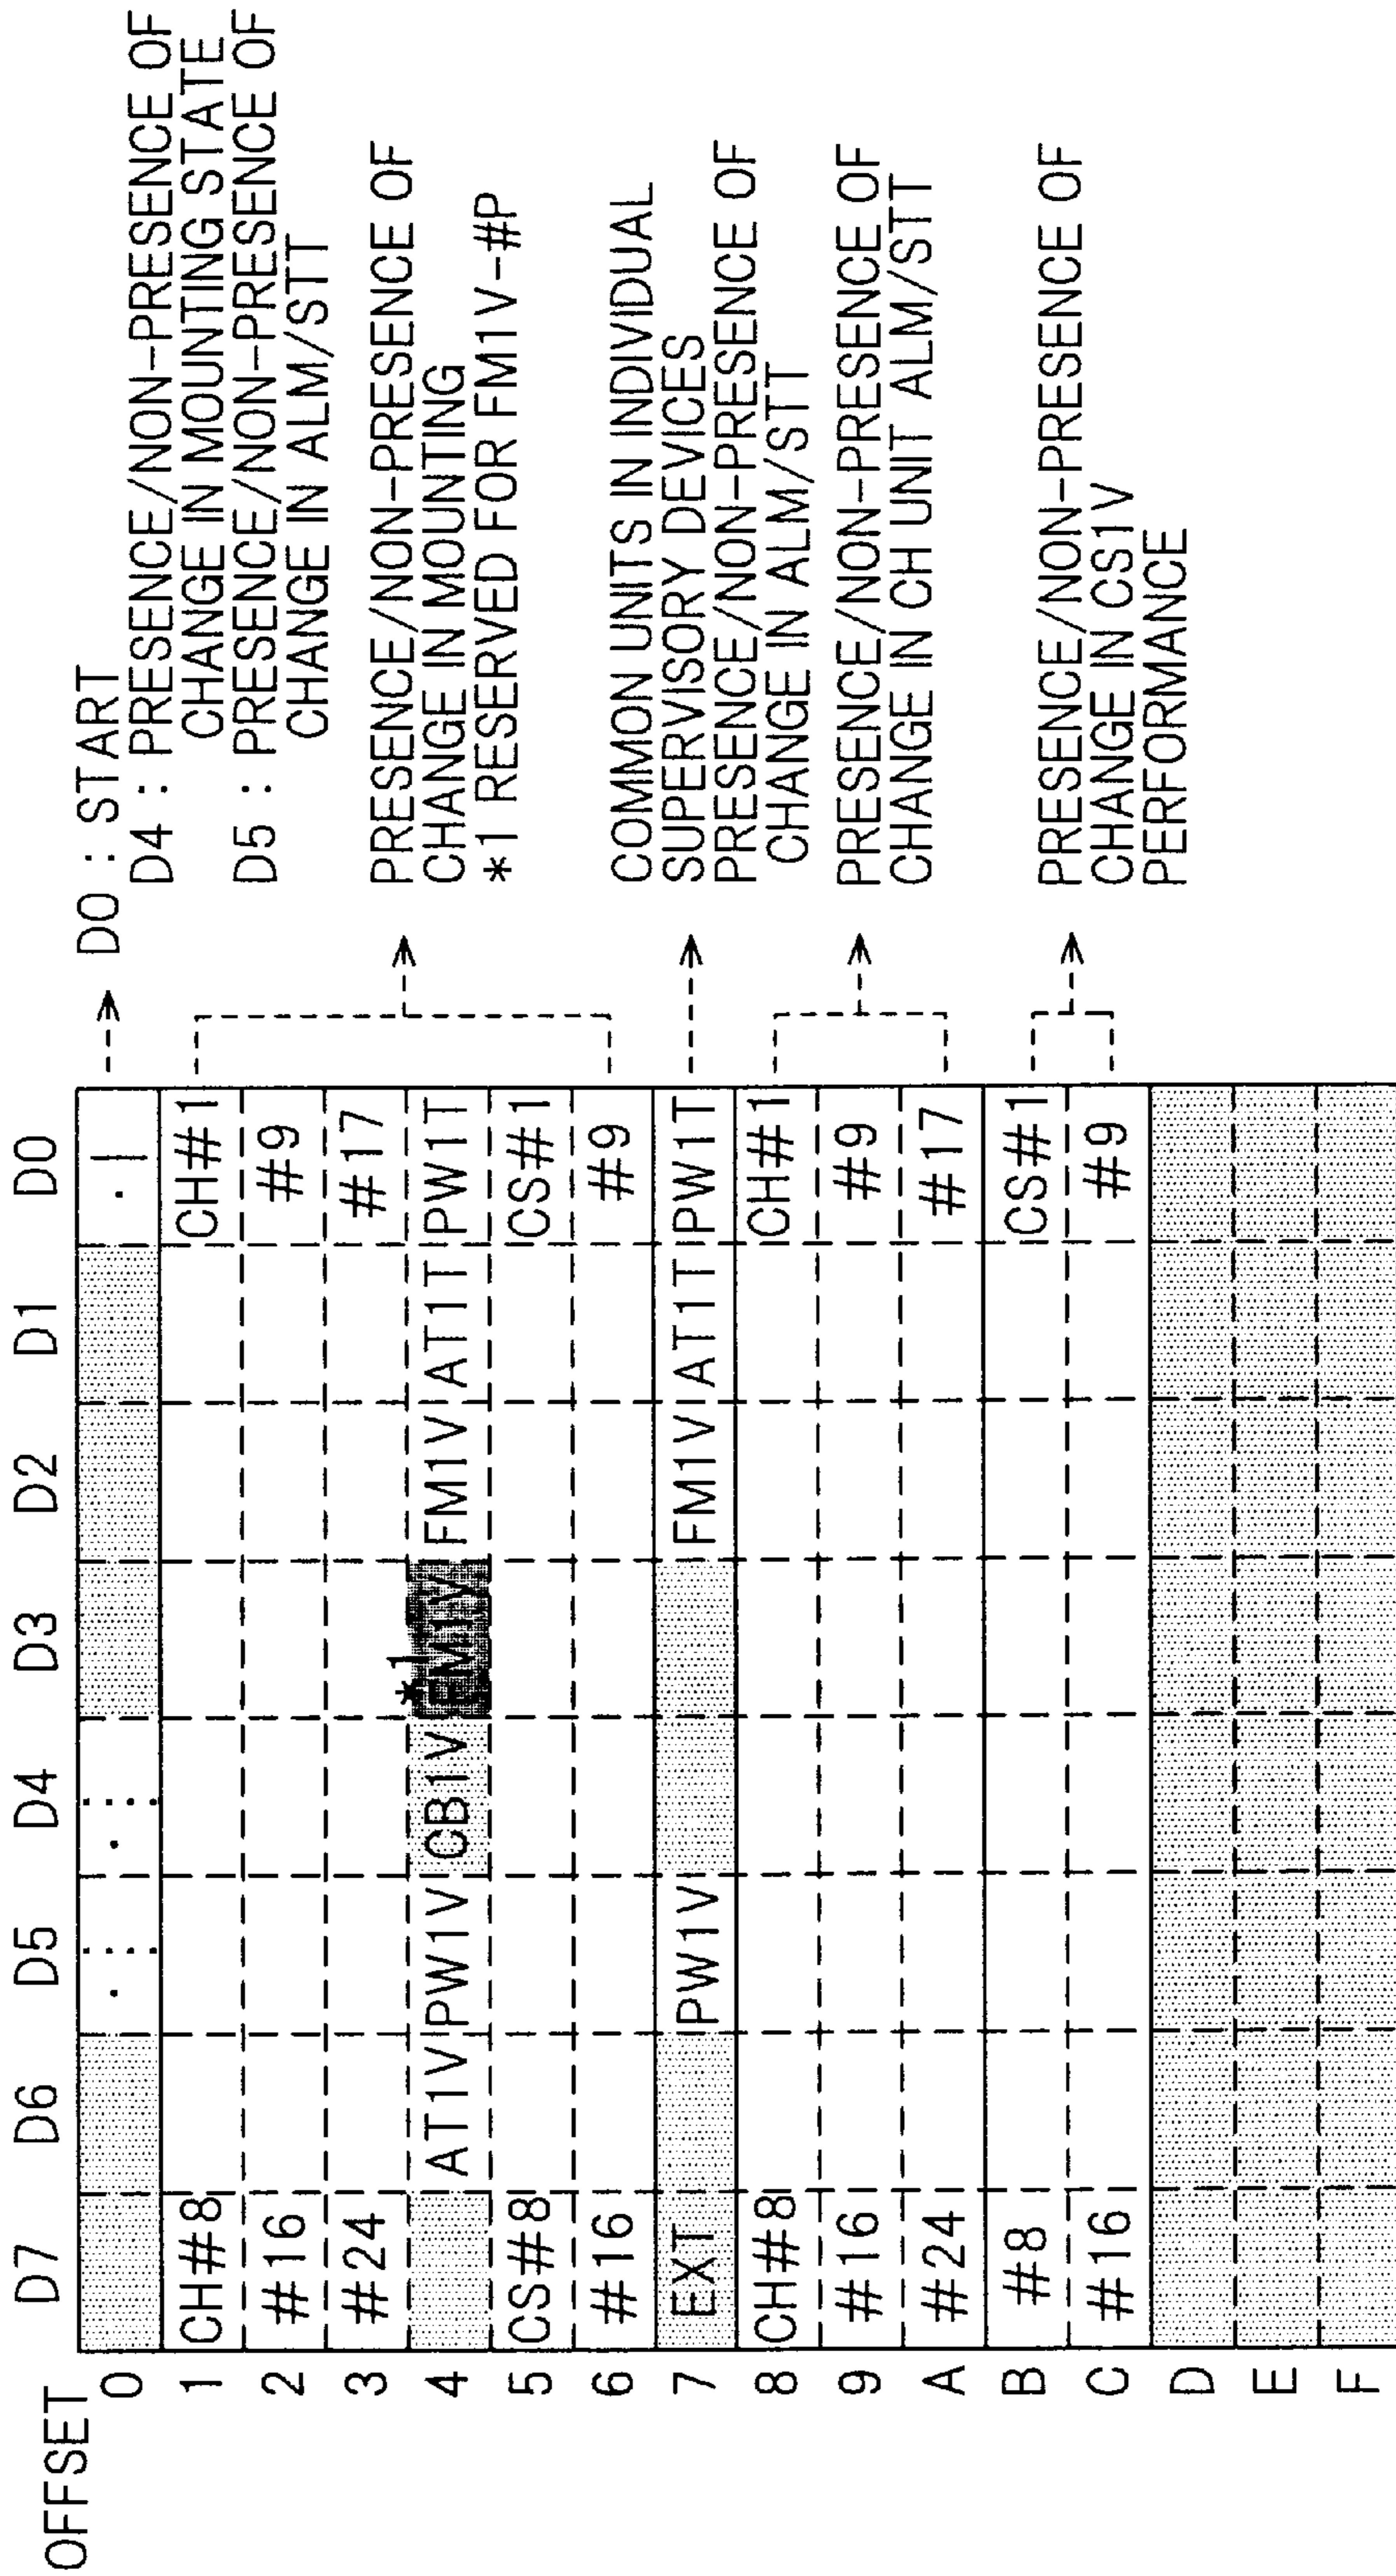 OFFSET D7 D6 D5 D4 D3 D2 D1 D0
0 . . . 1
1 CH#8 CH#1
2 #16 #9
3 #24 #17
4 AT1V PW1V CB1V *1 FM1V FM1V AT1T PW1T
5 CS#8 CS#1
6 #16 #9
7 EXT PW1V FM1V AT1T PW1T
8 CH#8 CH#1
9 #16 #9
A #24 #17
B #8 CS#1
C #16 #9
D
E
F
D0 : START
D4 : PRESENCE/NON-PRESENCE OF
CHANGE IN MOUNTING STATE
D5 : PRESENCE/NON-PRESENCE OF
CHANGE IN ALM/STT
PRESENCE/NON-PRESENCE OF
CHANGE IN MOUNTING
*1 RESERVED FOR FM1V-#P
COMMON UNITS IN INDIVIDUAL
SUPERVISORY DEVICES
PRESENCE/NON-PRESENCE OF
CHANGE IN ALM/STT
PRESENCE/NON-PRESENCE OF
CHANGE IN CH UNIT ALM/STT
PRESENCE/NON-PRESENCE OF
CHANGE IN CS1V
PERFORMANCE